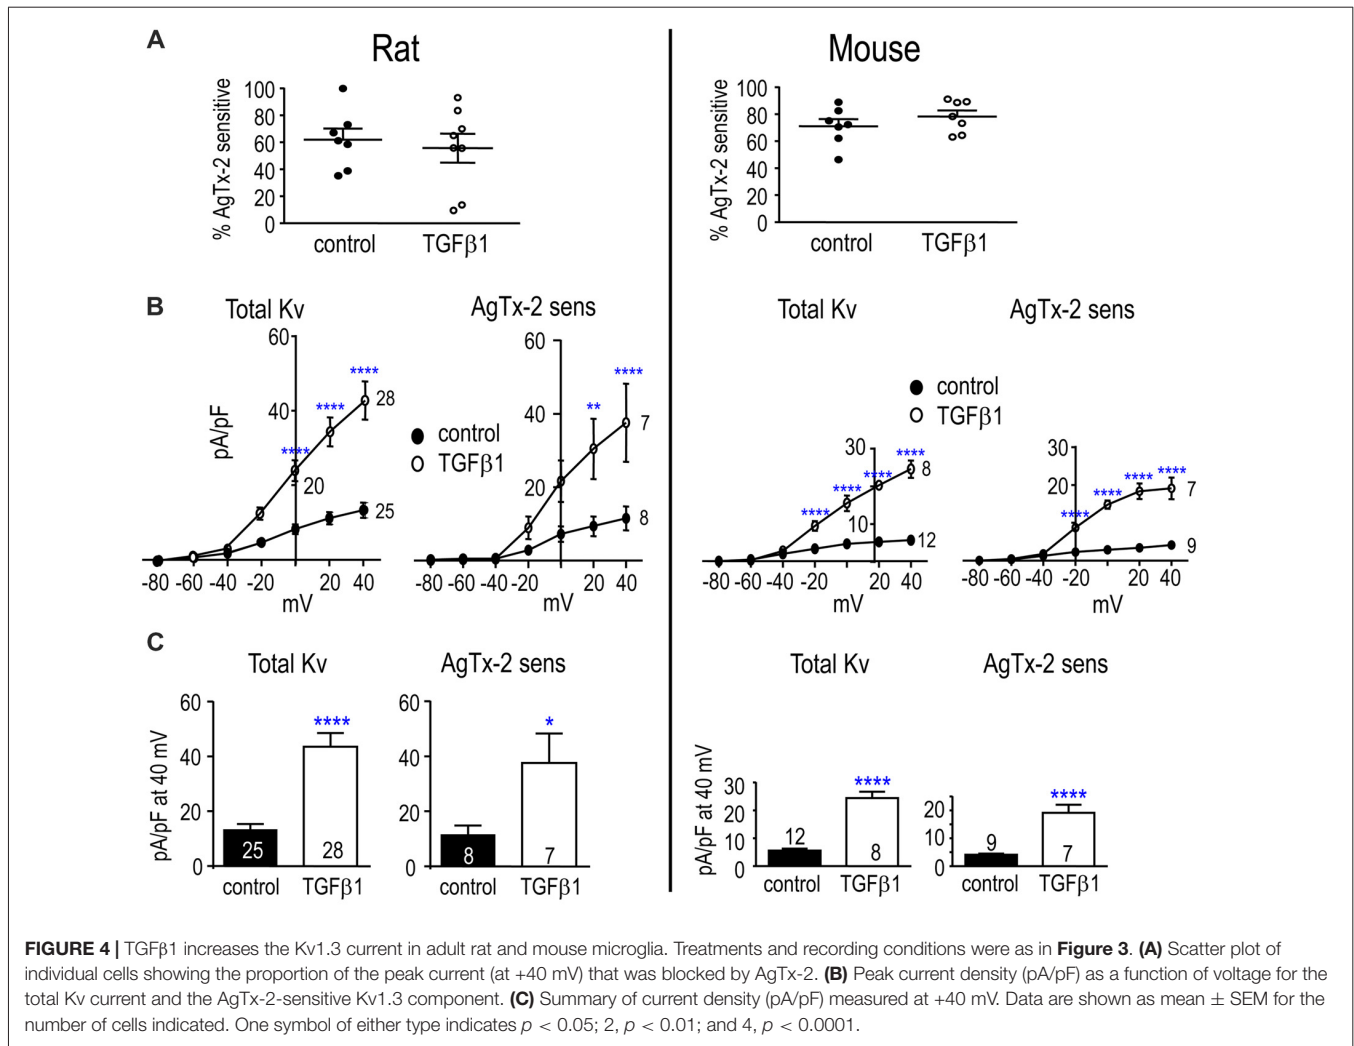 A
Rat
Mouse
% AgTx-2 sensitive
100
80
60
40
20
0
control
TGFβ1
% AgTx-2 sensitive
100
80
60
40
20
0
control
TGFβ1
B
Total Kv
AgTx-2 sens
Total Kv
AgTx-2 sens
pA/pF
60
40
20
****
****
****
28
25
-80 -60 -40 -20 20 40
mV
control
TGFβ1
60
40
20
**
****
7
8
-80 -60 -40 -20 20 40
mV
control
TGFβ1
30
10
****
****
****
****
8
12
-80 -60 -40 -20 20 40
mV
30
20
****
****
****
****
7
9
-80 -60 -40 -20 20 40
mV
C
Total Kv
AgTx-2 sens
Total Kv
AgTx-2 sens
pA/pF at 40 mV
60
40
20
0
****
25
28
control
TGFβ1
60
40
20
0
*
8
7
control
TGFβ1
pA/pF at 40 mV
30
20
10
0
****
12
8
control
TGFβ1
20
10
0
****
9
7
control
TGFβ1
FIGURE 4 | TGFβ1 increases the Kv1.3 current in adult rat and mouse microglia. Treatments and recording conditions were as in Figure 3. (A) Scatter plot of
individual cells showing the proportion of the peak current (at +40 mV) that was blocked by AgTx-2. (B) Peak current density (pA/pF) as a function of voltage for the
total Kv current and the AgTx-2-sensitive Kv1.3 component. (C) Summary of current density (pA/pF) measured at +40 mV. Data are shown as mean ± SEM for the
number of cells indicated. One symbol of either type indicates p < 0.05; 2, p < 0.01; and 4, p < 0.0001.